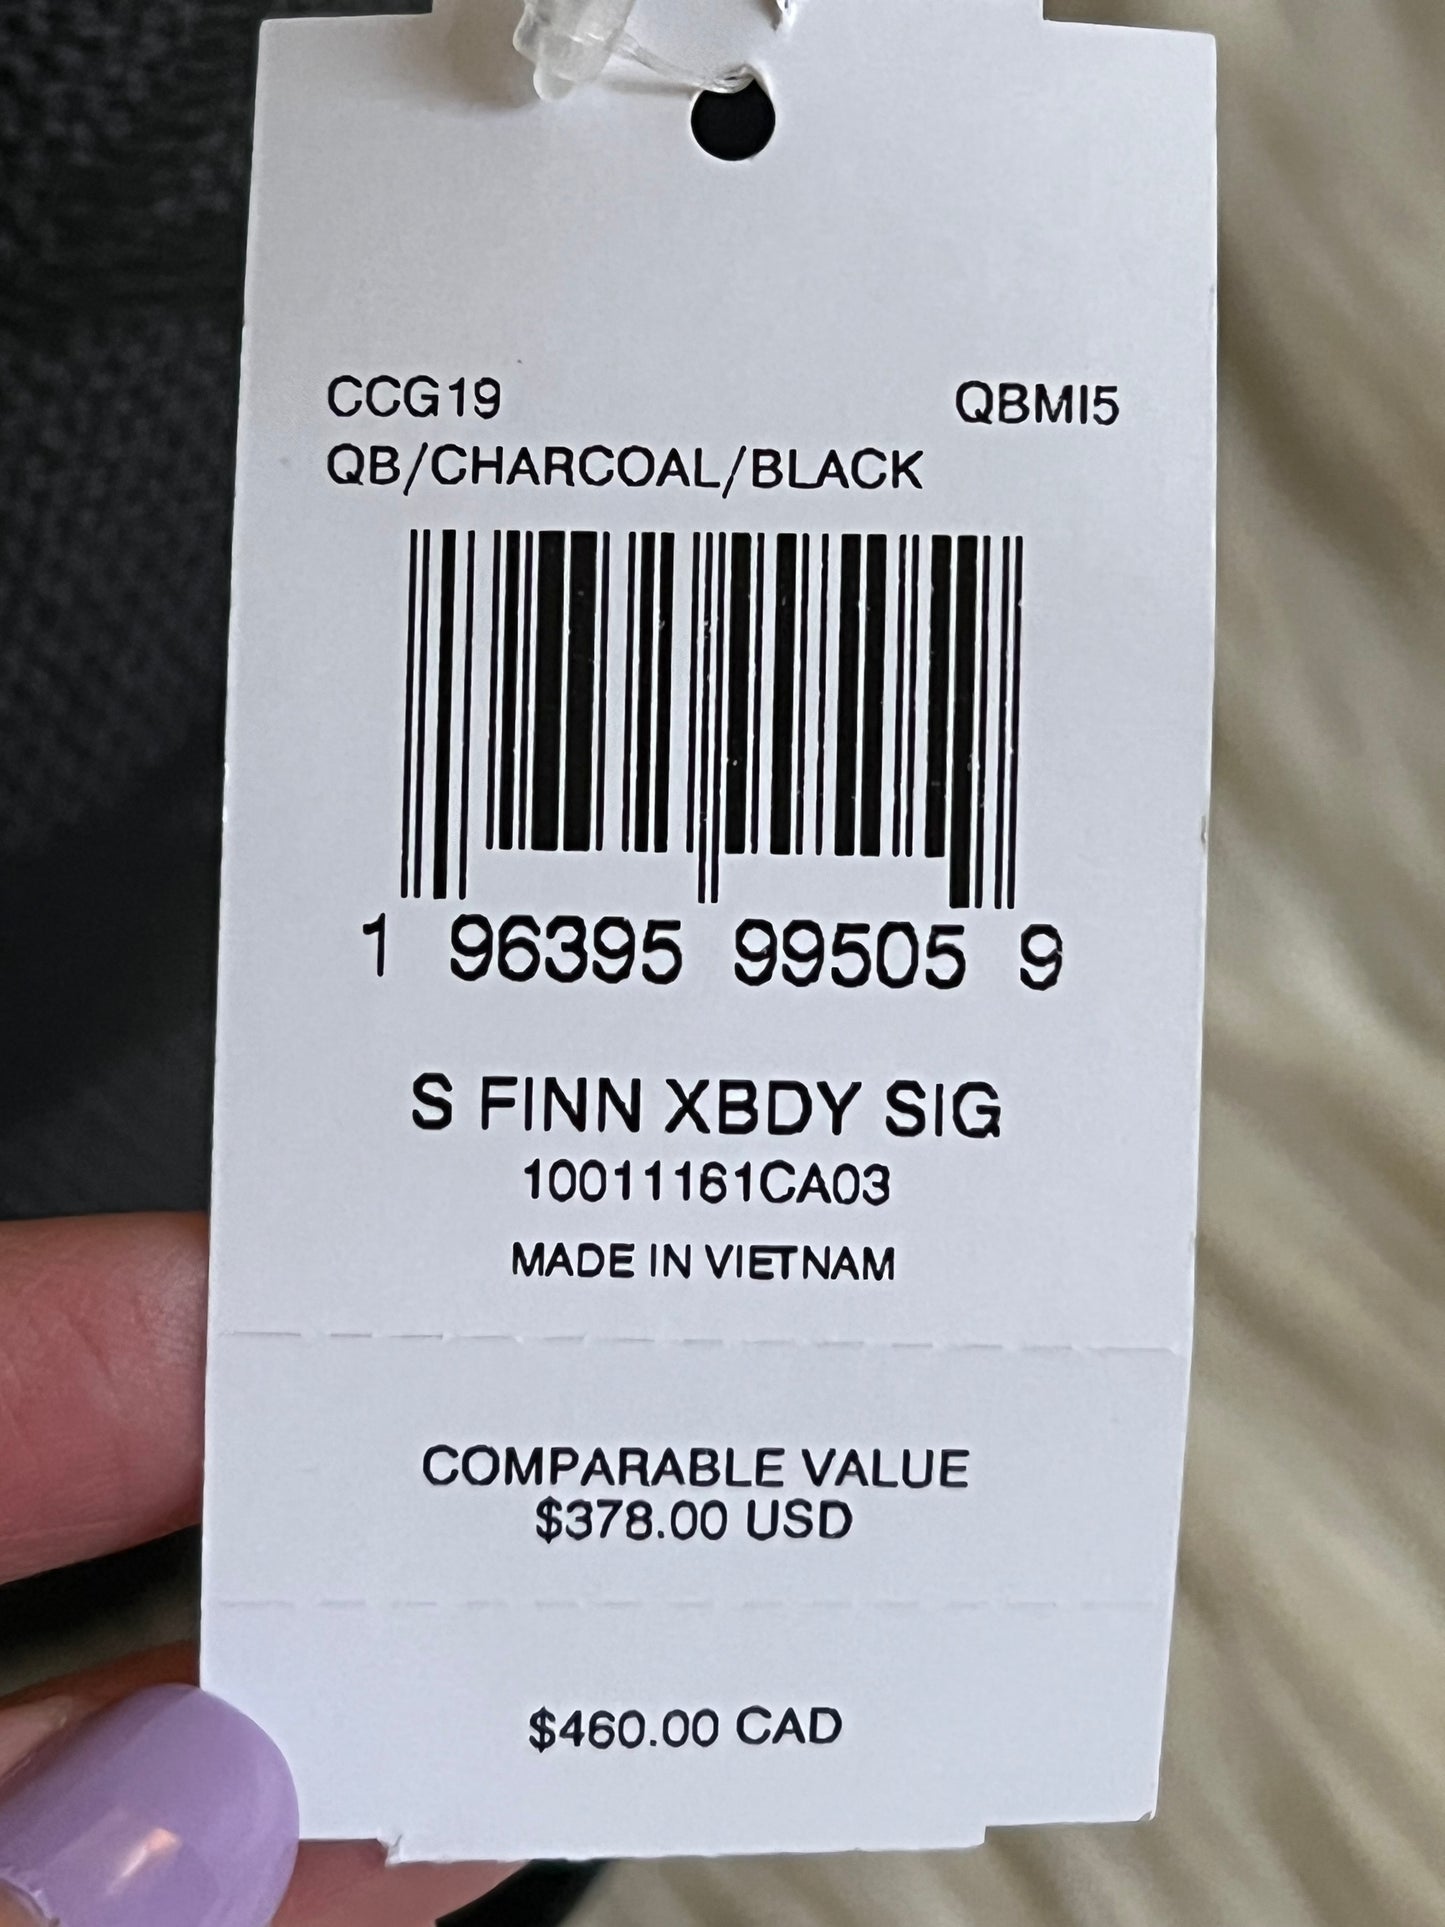 CCG19 QBMI5
QB/CHARCOAL/BLACK
1 96395 99505 9
S FINN XBDY SIG
10011161CA03
MADE IN VIETNAM
COMPARABLE VALUE
$378.00 USD
$460.00 CAD